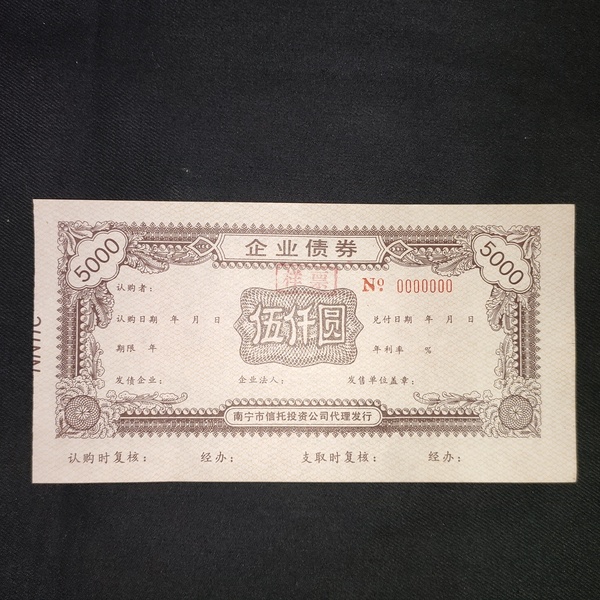 企业债券
5000
5000
样票
认购者：
Nº 0000000
伍仟圆
认购日期 年 月 日
兑付日期 年 月 日
期限 年
年利率 %
发债企业：
企业法人：
发售单位盖章：
南宁市信托投资公司代理发行
认购时复核： 经办： 支取时复核： 经办：